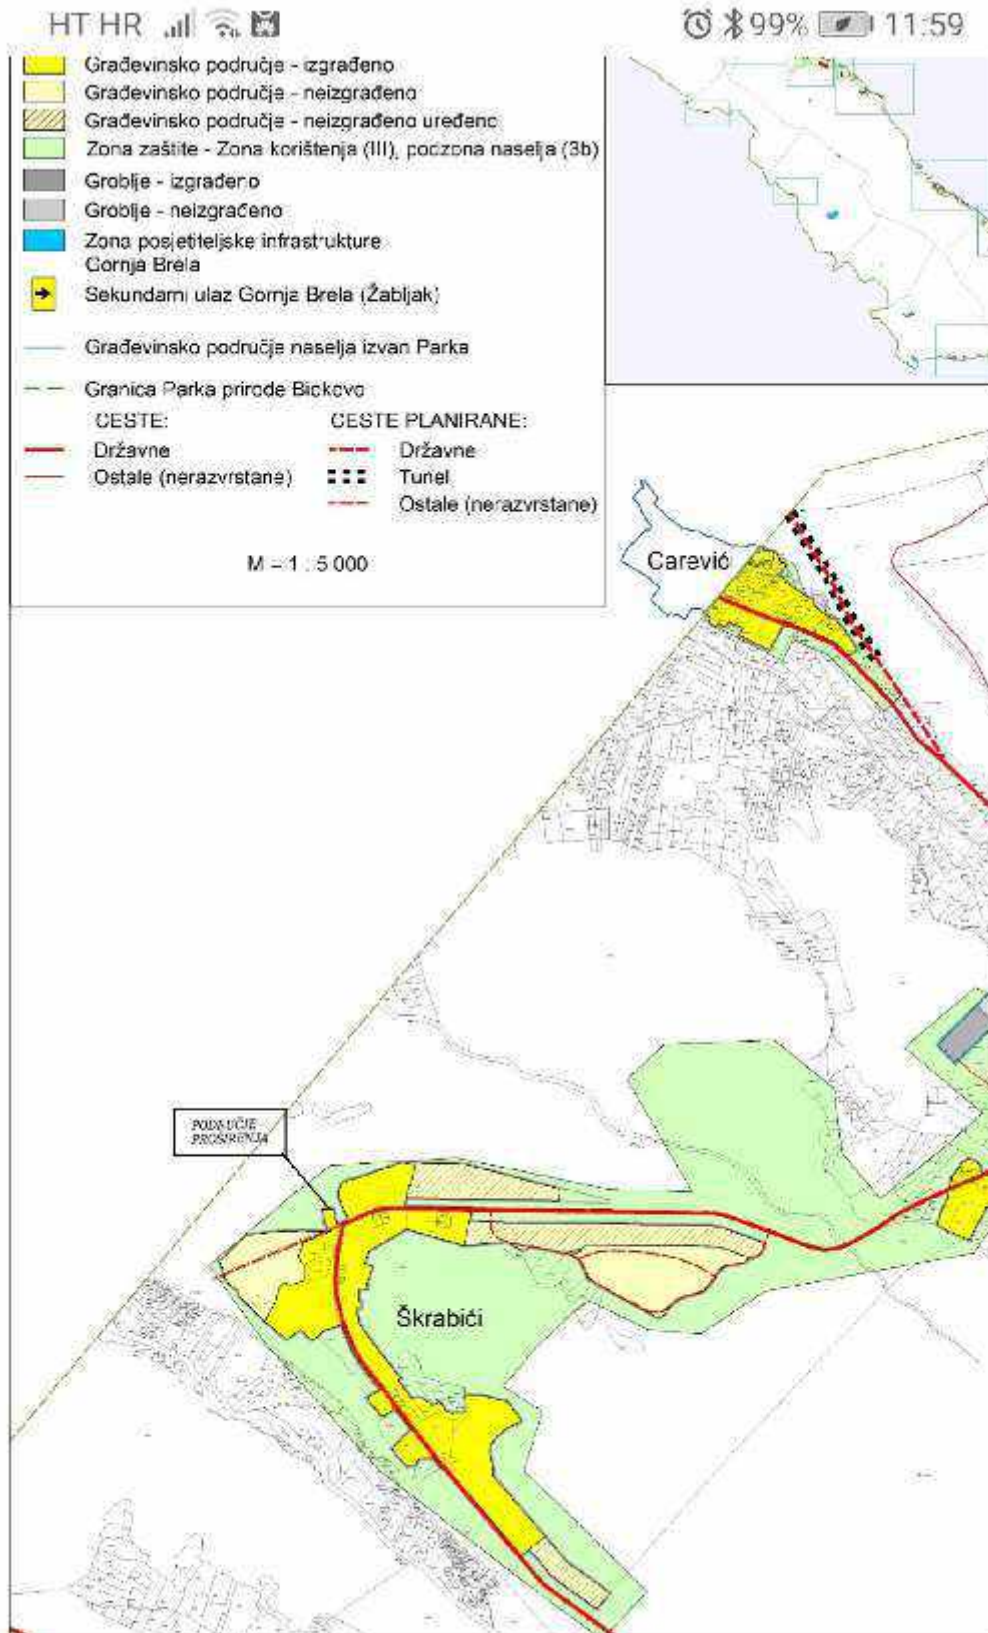 HT HR
99%
11:59
Građevinsko područje - izgrađeno
Građevinsko područje - neizgrađeno
Građevinsko područje - neizgrađeno uređeno
Zona zaštite - Zona korištenja (III), podzona naselja (3b)
Groblje - izgrađeno
Groblje - neizgrađeno
Zona posjetiteljske infrastrukture
Gornja Brela
Sekundarni ulaz Gornja Brela (Žabljak)
Građevinsko područje naselja izvan Parka
Granica Parka prirode Biokovo
CESTE:
CESTE PLANIRANE:
Državne
Državne
Ostale (nerazvrstane)
Tunel
Ostale (nerazvrstane)
M = 1 : 5 000
Carević
PODRUČJE
PROŠIRENJA
Škrabići